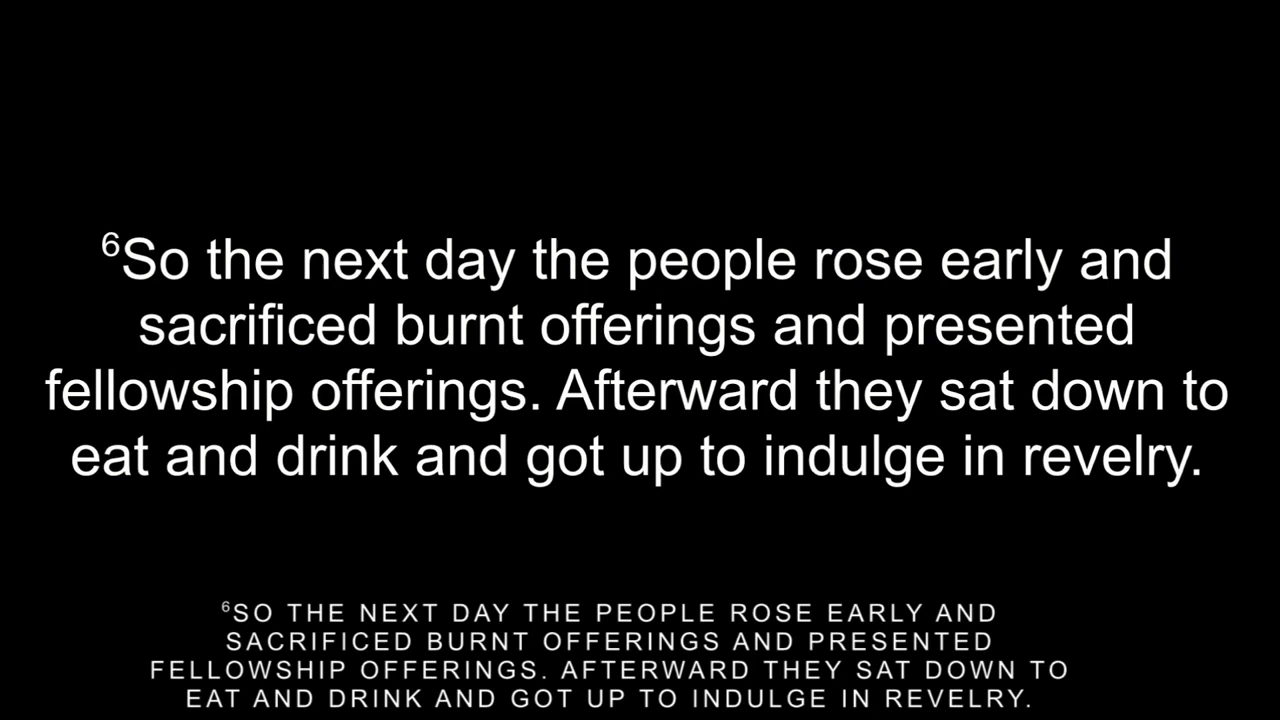 ⁶So the next day the people rose early and
sacrificed burnt offerings and presented
fellowship offerings. Afterward they sat down to
eat and drink and got up to indulge in revelry.
⁶SO THE NEXT DAY THE PEOPLE ROSE EARLY AND
SACRIFICED BURNT OFFERINGS AND PRESENTED
FELLOWSHIP OFFERINGS. AFTERWARD THEY SAT DOWN TO
EAT AND DRINK AND GOT UP TO INDULGE IN REVELRY.